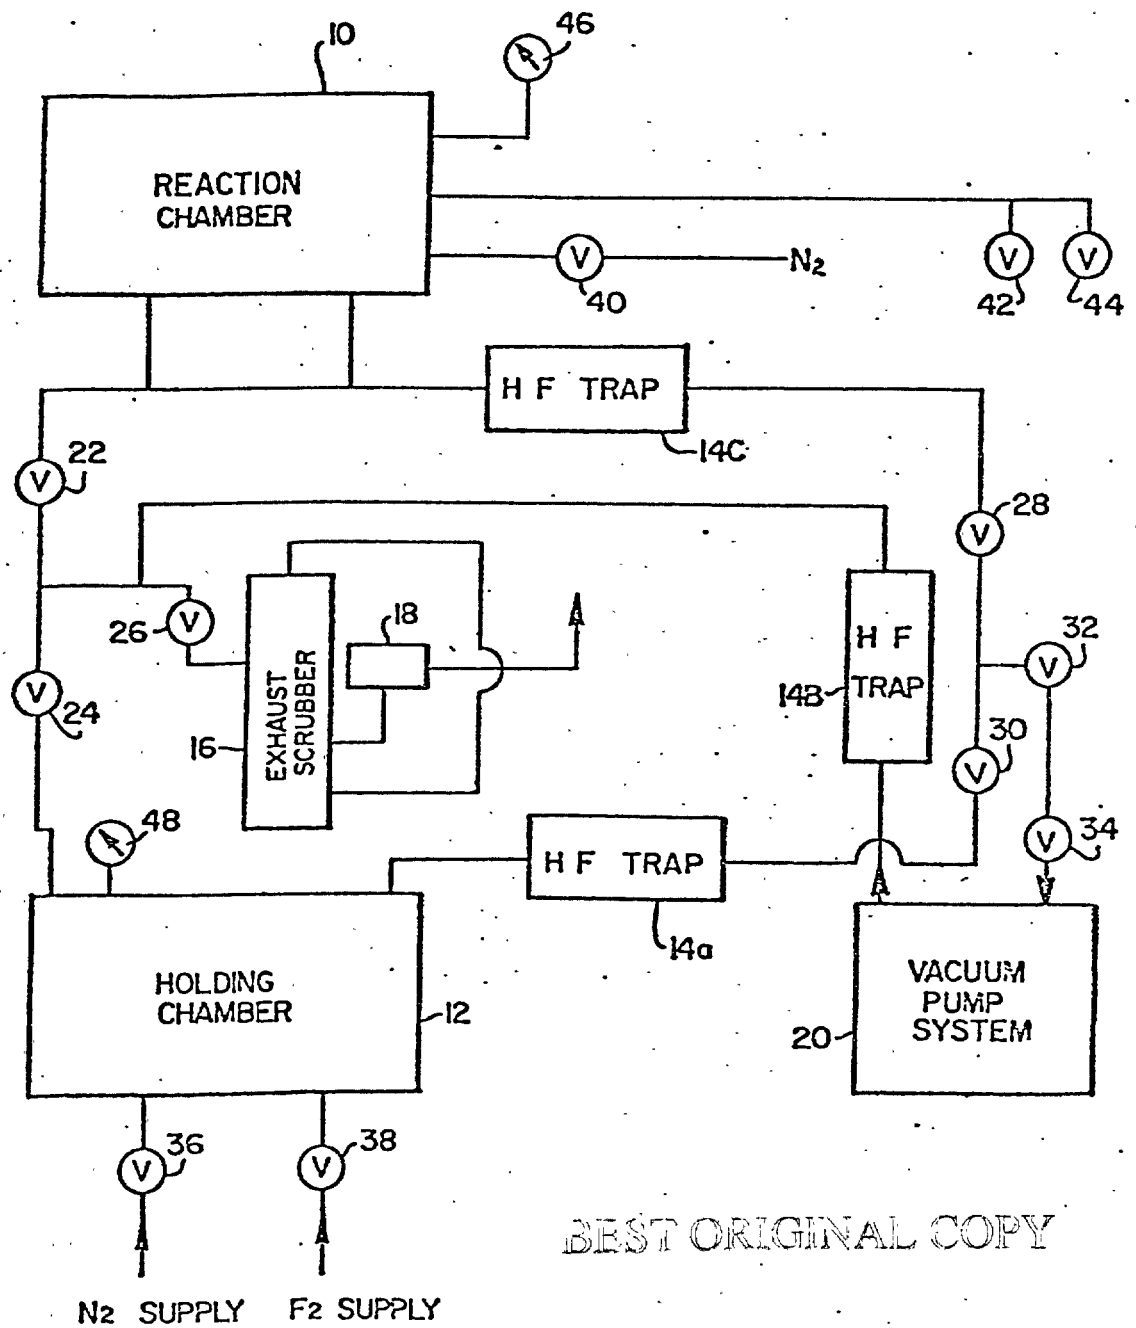 10
46
REACTION
CHAMBER
V
40
N2
V
42
V
44
H F TRAP
14C
V
22
V
28
V
26
18
EXHAUST
SCRUBBER
16
H F
TRAP
14B
V
32
V
24
V
30
48
H F TRAP
14a
V
34
HOLDING
CHAMBER
12
VACUUM
PUMP
SYSTEM
20
V
36
V
38
N2 SUPPLY
F2 SUPPLY
BEST ORIGINAL COPY